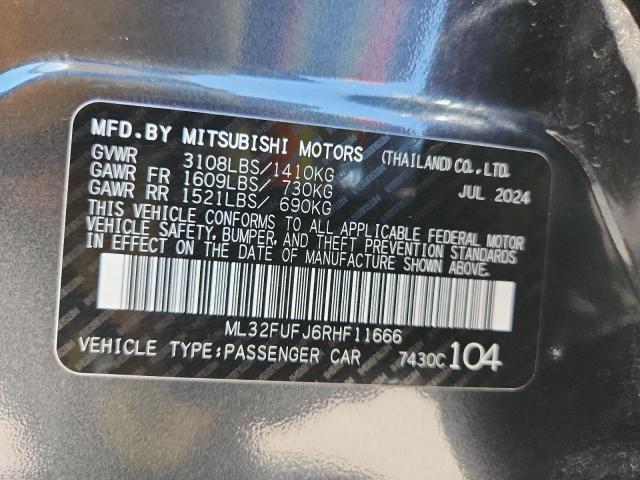 MFD.BY MITSUBISHI MOTORS (THAILAND) CO., LTD.
GVWR 3108LBS/1410KG JUL 2024
GAWR FR 1609LBS/ 730KG
GAWR RR 1521LBS/ 690KG
THIS VEHICLE CONFORMS TO ALL APPLICABLE FEDERAL MOTOR
VEHICLE SAFETY, BUMPER, AND THEFT PREVENTION STANDARDS
IN EFFECT ON THE DATE OF MANUFACTURE SHOWN ABOVE.
ML32FUFJ6RHF11666
VEHICLE TYPE:PASSENGER CAR 7430C 104